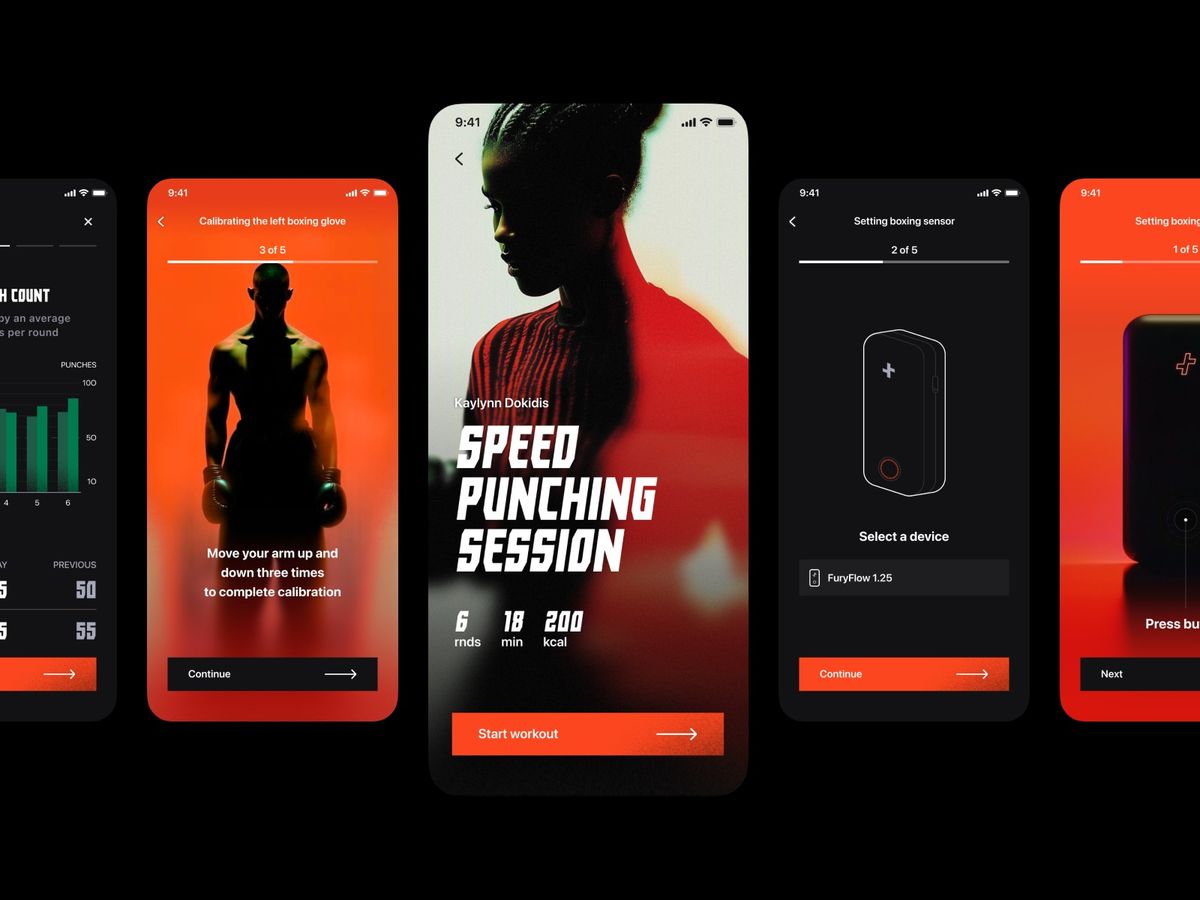 H COUNT
by an average
s per round
PUNCHES
100
50
10
4 5 6
AY PREVIOUS
5 50
5 55
9:41
Calibrating the left boxing glove
3 of 5
Move your arm up and
down three times
to complete calibration
Continue
9:41
Kaylynn Dokidis
SPEED
PUNCHING
SESSION
6 18 200
rnds min kcal
Start workout
9:41
Setting boxing sensor
2 of 5
Select a device
FuryFlow 1.25
Continue
9:41
Setting boxing
1 of 5
Press bu
Next